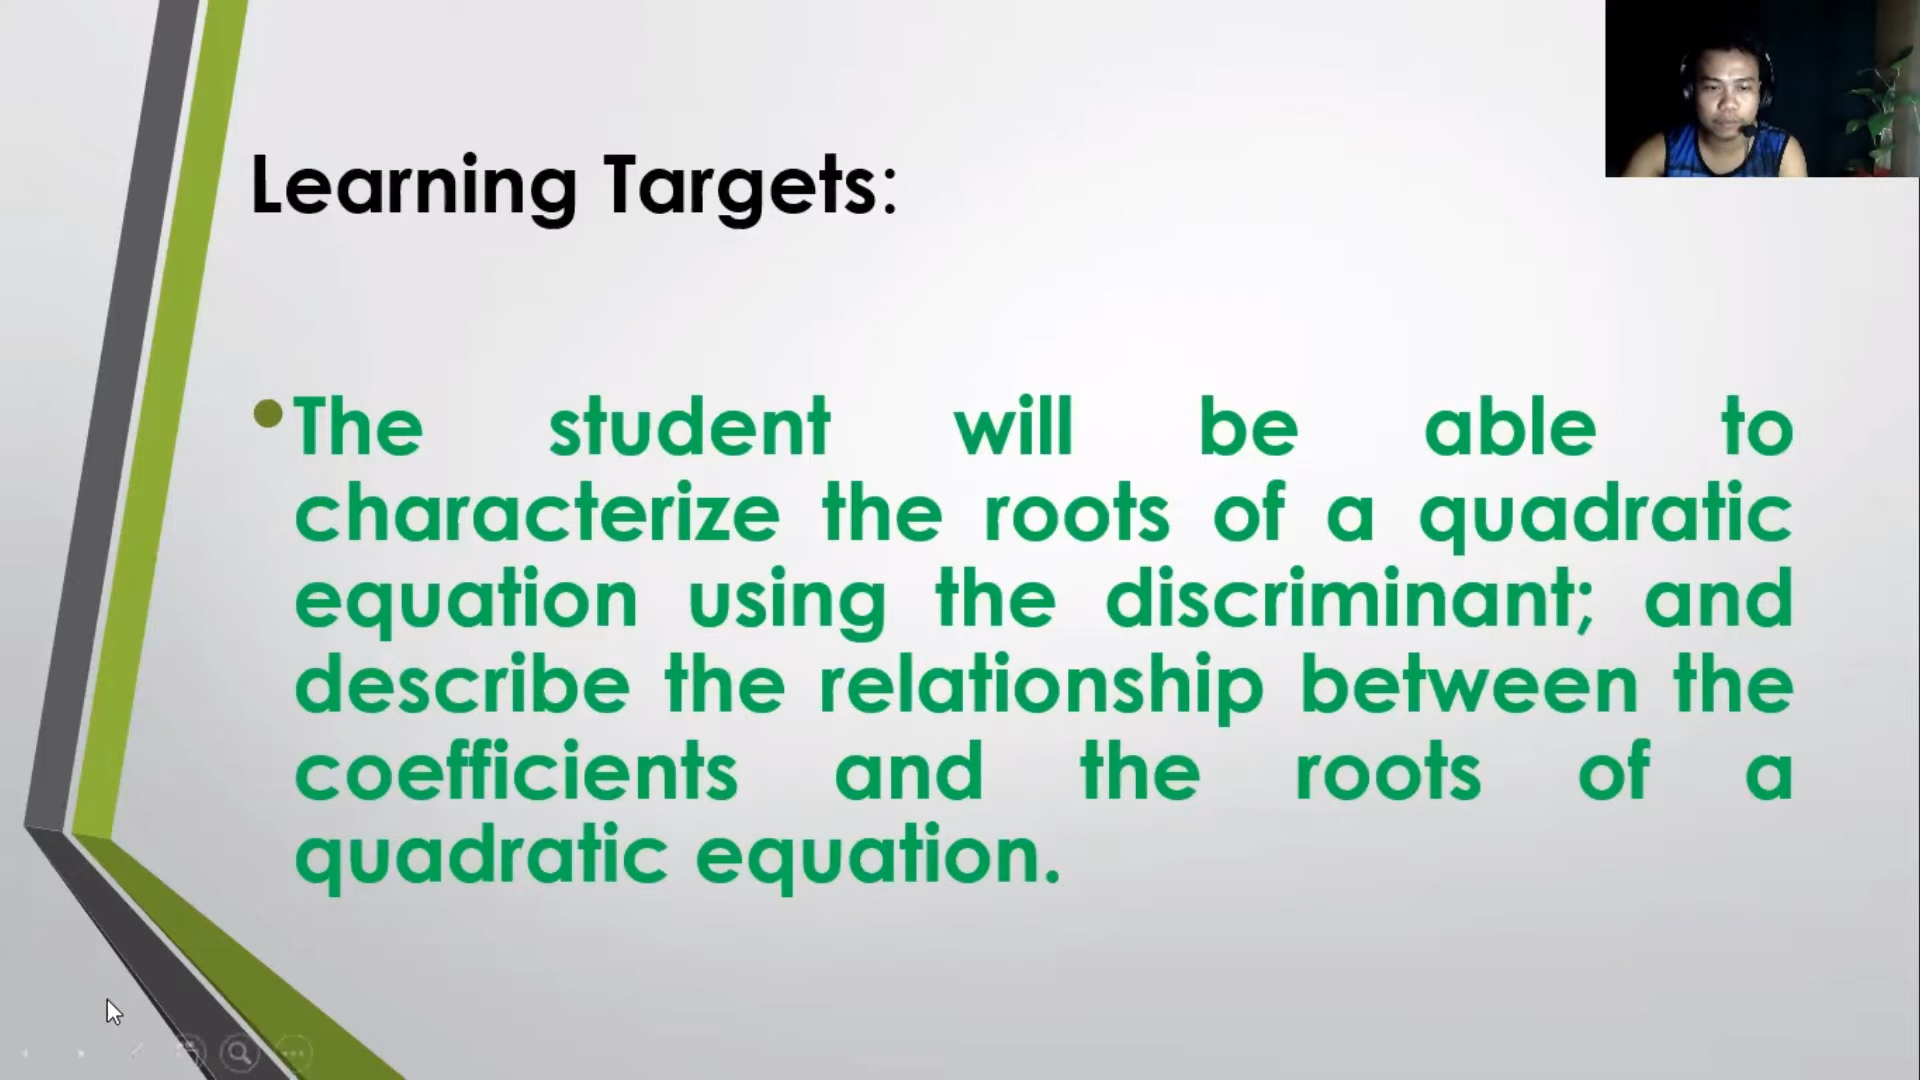 Learning Targets:
• The student will be able to
characterize the roots of a quadratic
equation using the discriminant; and
describe the relationship between the
coefficients and the roots of a
quadratic equation.